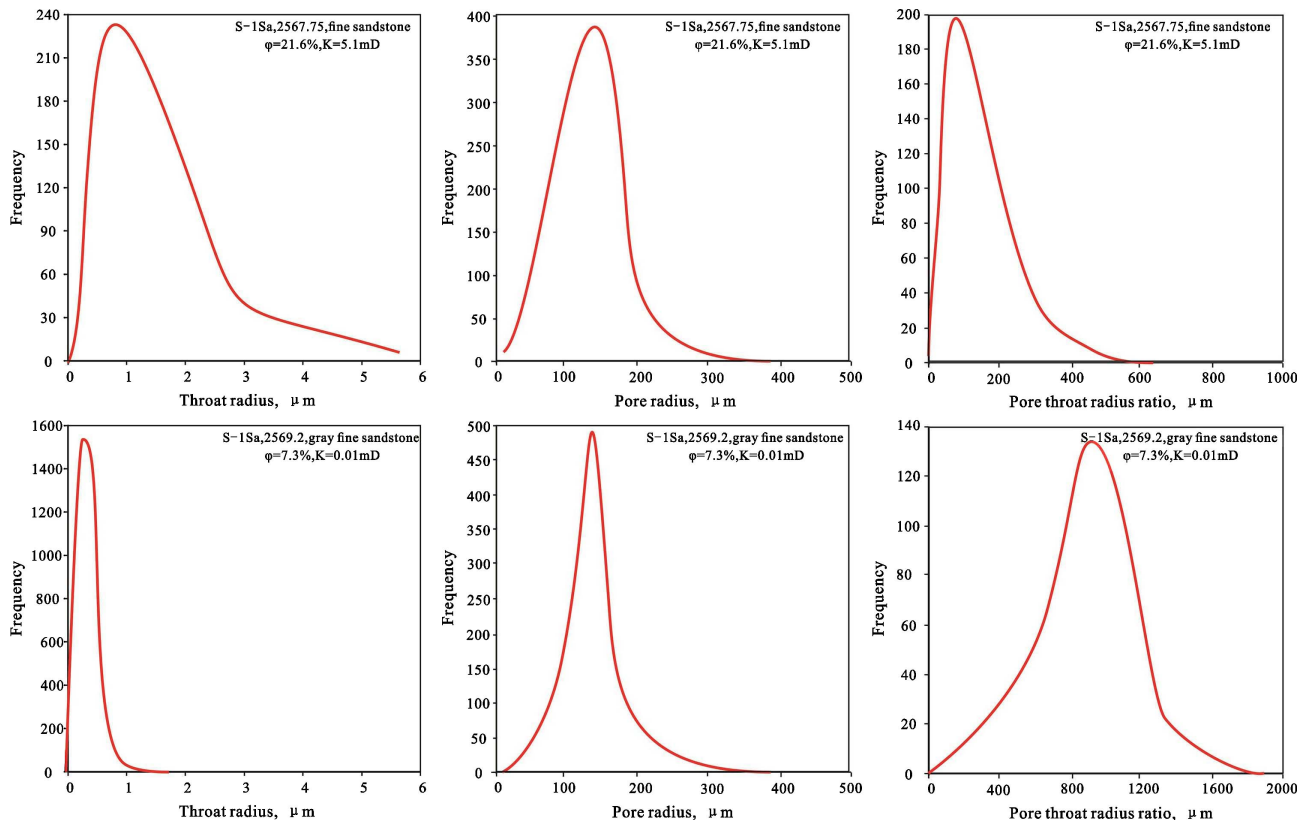 S-1Sa,2567.75,fine sandstone
φ=21.6%,K=5.1mD
Frequency
240
210
180
150
120
90
60
30
0
0 1 2 3 4 5 6
Throat radius, μm
S-1Sa,2567.75,fine sandstone
φ=21.6%,K=5.1mD
Frequency
400
350
300
250
200
150
100
50
0
0 100 200 300 400 500
Pore radius, μm
S-1Sa,2567.75,fine sandstone
φ=21.6%,K=5.1mD
Frequency
200
180
160
140
120
100
80
60
40
20
0
0 200 400 600 800 1000
Pore throat radius ratio, μm
S-1Sa,2569.2,gray fine sandstone
φ=7.3%,K=0.01mD
Frequency
1600
1400
1200
1000
800
600
400
200
0
0 1 2 3 4 5 6
Throat radius, μm
S-1Sa,2569.2,gray fine sandstone
φ=7.3%,K=0.01mD
Frequency
500
450
400
350
300
250
200
150
100
50
0
0 100 200 300 400 500
Pore radius, μm
S-1Sa,2569.2,gray fine sandstone
φ=7.3%,K=0.01mD
Frequency
140
120
100
80
60
40
20
0
0 400 800 1200 1600 2000
Pore throat radius ratio, μm